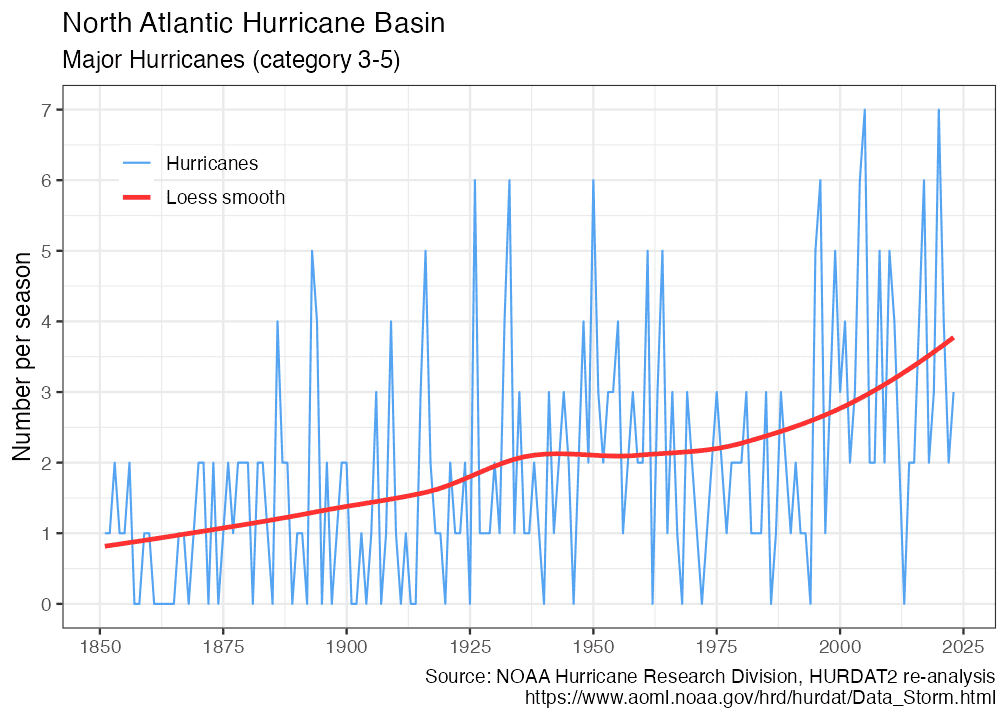 North Atlantic Hurricane Basin
Major Hurricanes (category 3-5)
Number per season
7
6
5
4
3
2
1
0
Hurricanes
Loess smooth
1850 1875 1900 1925 1950 1975 2000 2025
Source: NOAA Hurricane Research Division, HURDAT2 re-analysis
https://www.aoml.noaa.gov/hrd/hurdat/Data_Storm.html